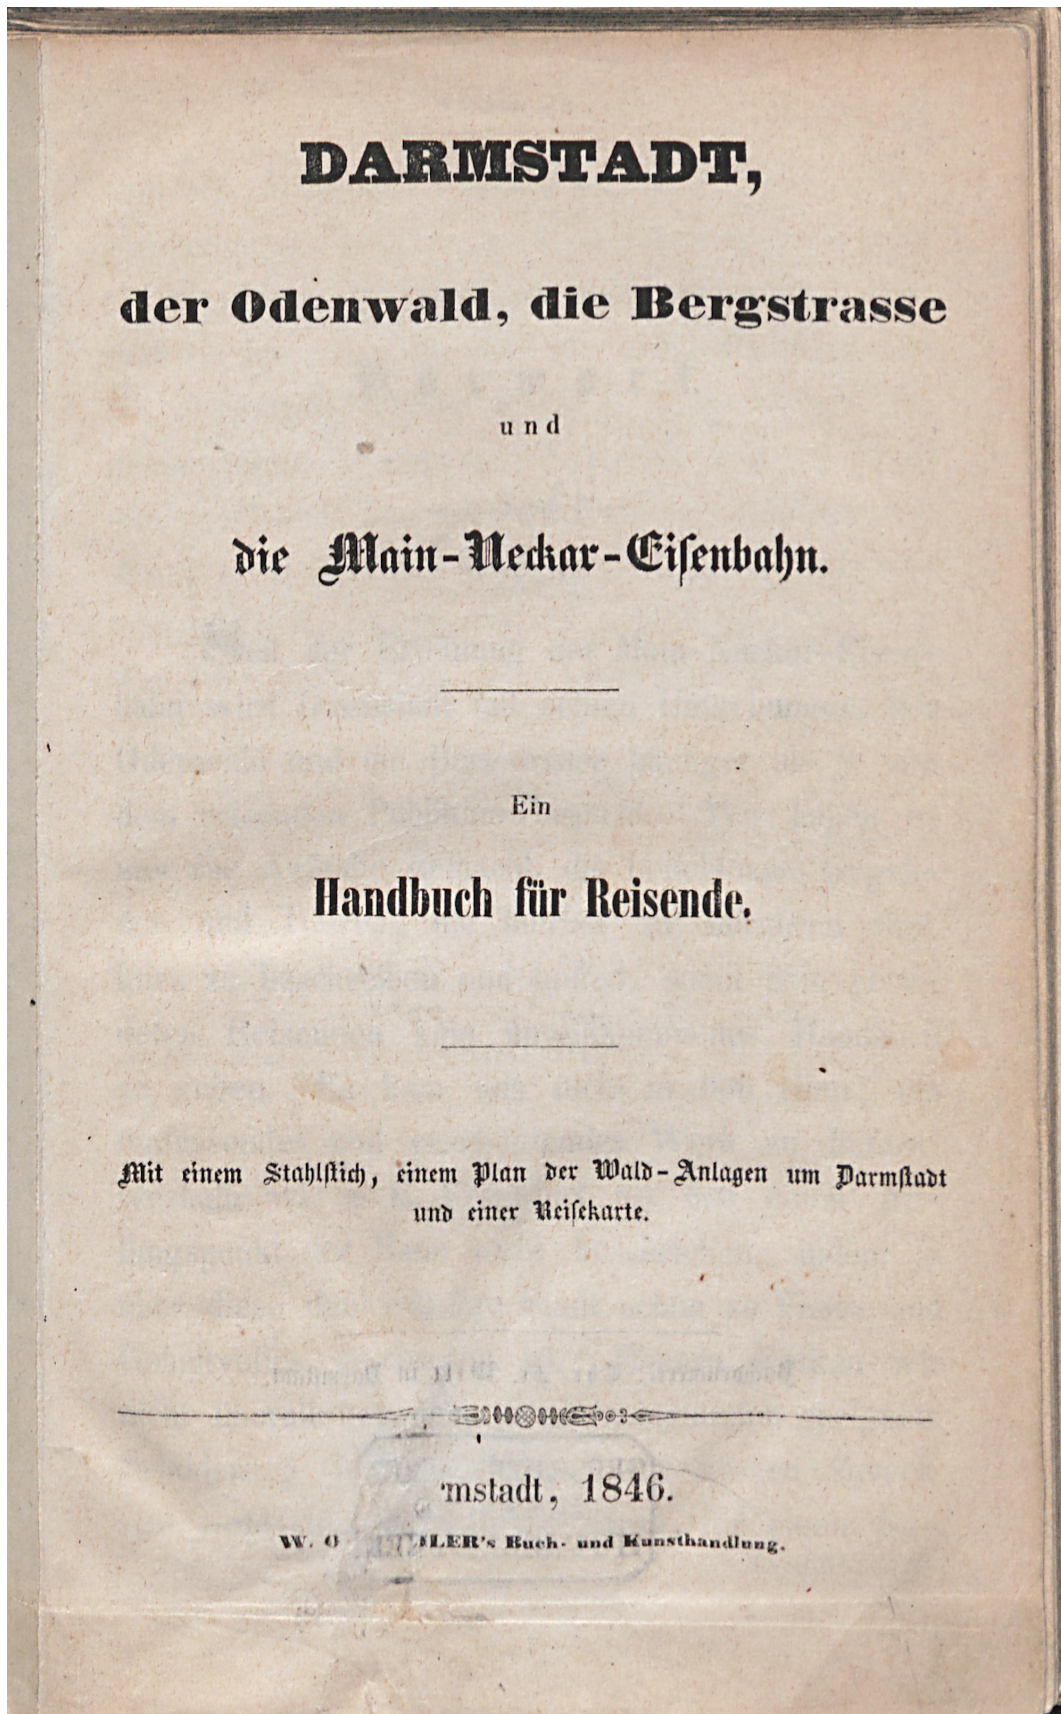 DARMSTADT,
der Odenwald, die Bergstrasse
und
die Main-Neckar-Eisenbahn.
Ein
Handbuch für Reisende.
Mit einem Stahlstich, einem Plan der Wald-Anlagen um Darmstadt
und einer Reisekarte.
mstadt, 1846.
W. O LER's Buch- und Kunsthandlung.